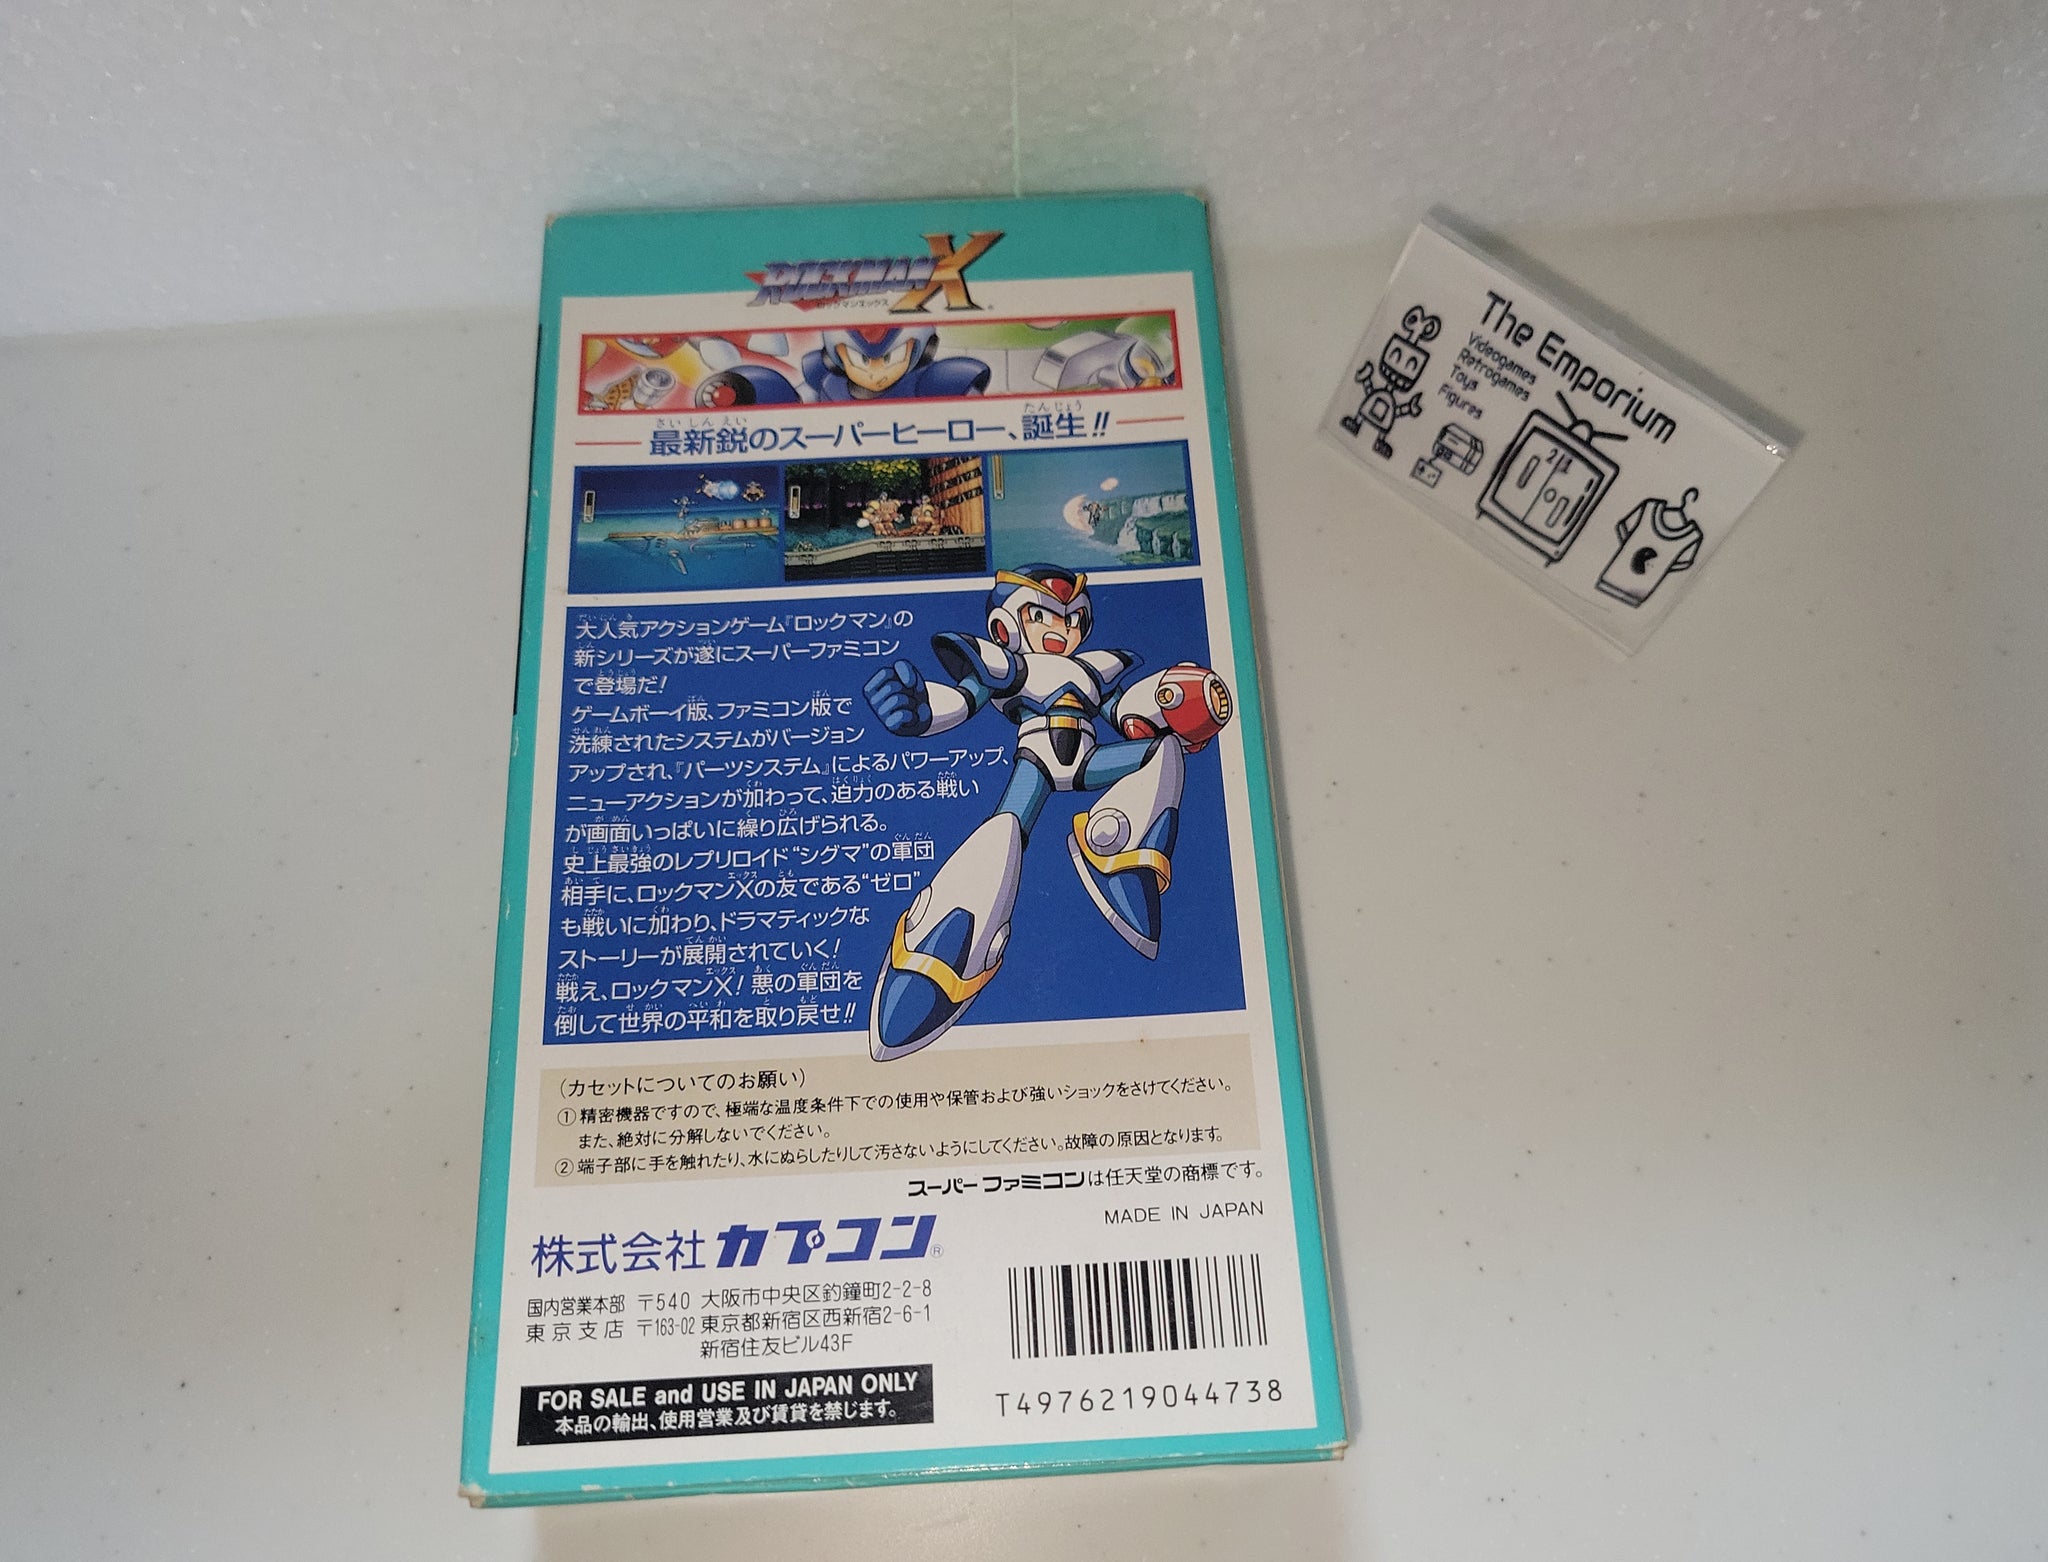 ROCKMAN X
ロックマンエックス
最新鋭のスーパーヒーロー、誕生!!
大人気アクションゲーム『ロックマン』の
新シリーズが遂にスーパーファミコン
で登場だ!
ゲームボーイ版、ファミコン版で
洗練されたシステムがバージョン
アップされ、『パーツシステム』によるパワーアップ、
ニューアクションが加わって、迫力のある戦い
が画面いっぱいに繰り広げられる。
史上最強のレプリロイド“シグマ”の軍団
相手に、ロックマンXの友である“ゼロ”
も戦いに加わり、ドラマティックな
ストーリーが展開されていく!
戦え、ロックマンX! 悪の軍団を
倒して世界の平和を取り戻せ!!
(カセットについてのお願い)
①精密機器ですので、極端な温度条件下での使用や保管および強いショックをさけてください。
また、絶対に分解しないでください。
②端子部に手を触れたり、水にぬらしたりして汚さないようにしてください。故障の原因となります。
スーパーファミコンは任天堂の商標です。
MADE IN JAPAN
株式会社カプコン®
国内営業本部 〒540 大阪市中央区釣鐘町2-2-8
東京支店 〒163-02 東京都新宿区西新宿2-6-1
新宿住友ビル43F
FOR SALE and USE IN JAPAN ONLY
本品の輸出、使用営業及び賃貸を禁じます。
T4976219044738
The Emporium
Videogames
Retrogames
Toys
Figures